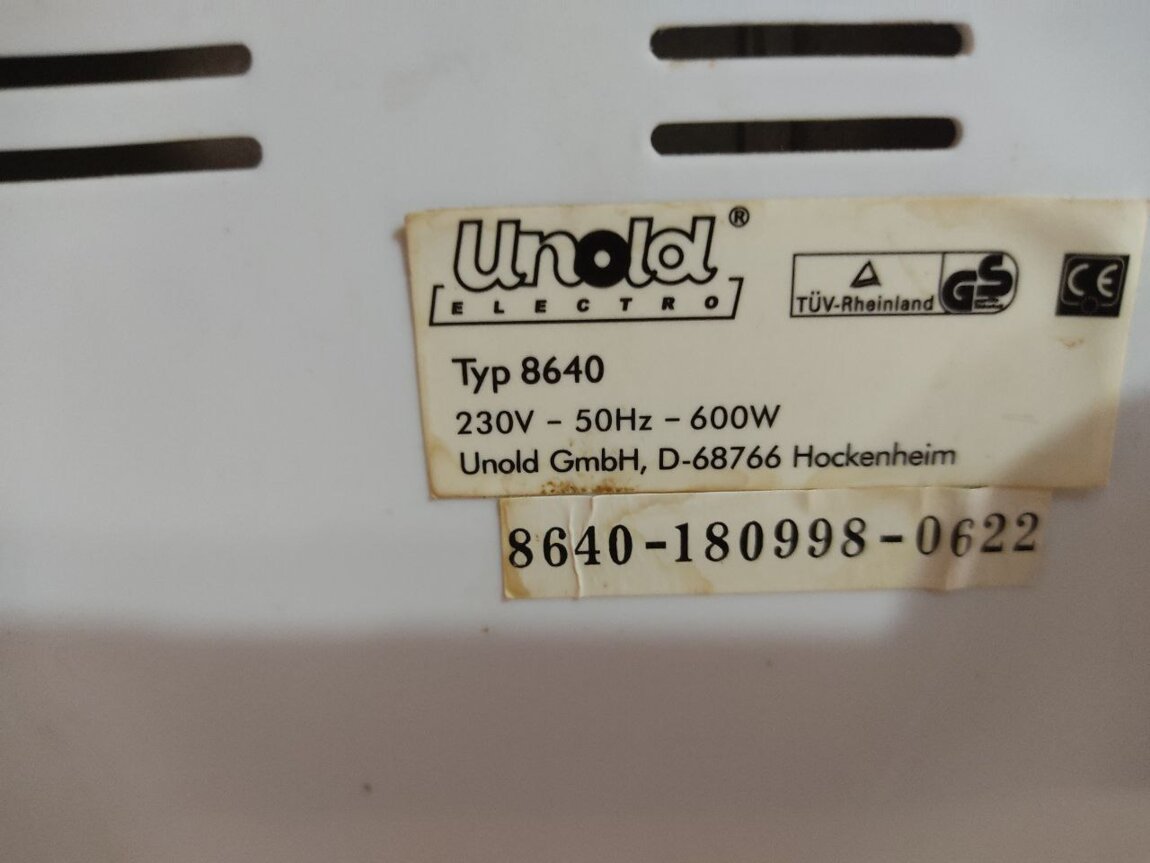 Unold®
ELECTRO
TÜV-Rheinland
GS
CE
Typ 8640
230V - 50Hz - 600W
Unold GmbH, D-68766 Hockenheim
8640-180998-0622